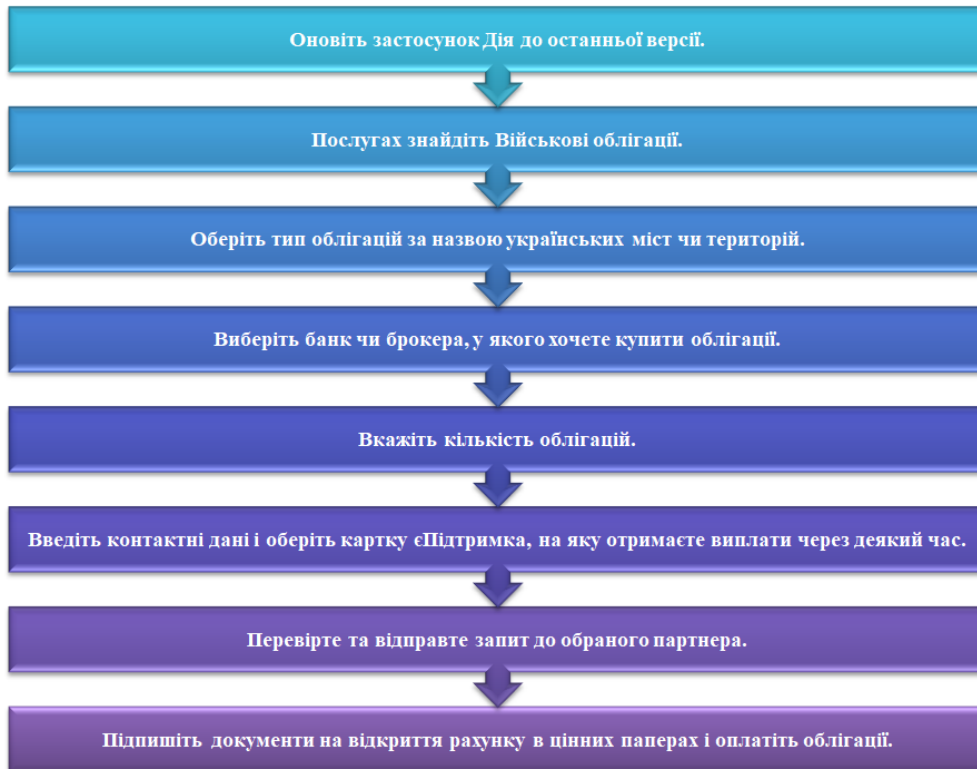 Оновіть застосунок Дія до останньої версії.
Послугах знайдіть Військові облігації.
Оберіть тип облігацій за назвою українських міст чи територій.
Виберіть банк чи брокера, у якого хочете купити облігації.
Вкажіть кількість облігацій.
Введіть контактні дані і оберіть картку єПідтримка, на яку отримаєте виплати через деякий час.
Перевірте та відправте запит до обраного партнера.
Підпишіть документи на відкриття рахунку в цінних паперах і оплатіть облігації.